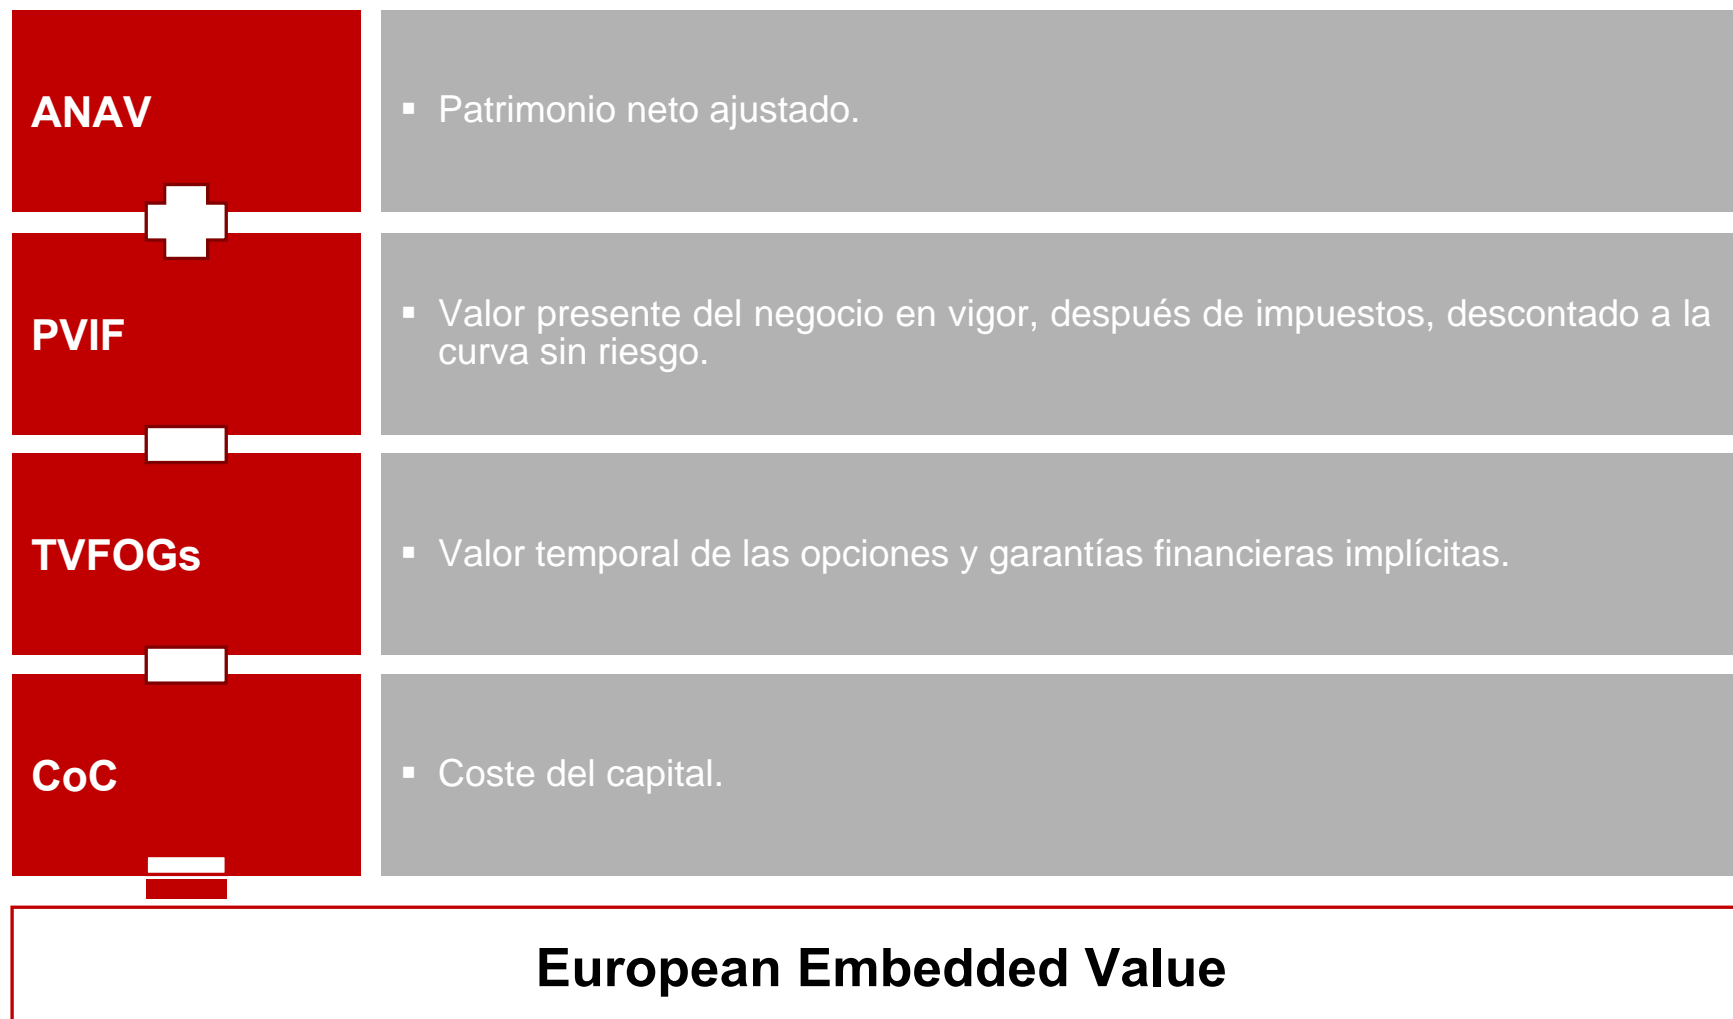 ANAV
▪ Patrimonio neto ajustado.
PVIF
▪ Valor presente del negocio en vigor, después de impuestos, descontado a la
curva sin riesgo.
TVFOGs
▪ Valor temporal de las opciones y garantías financieras implícitas.
CoC
▪ Coste del capital.
European Embedded Value